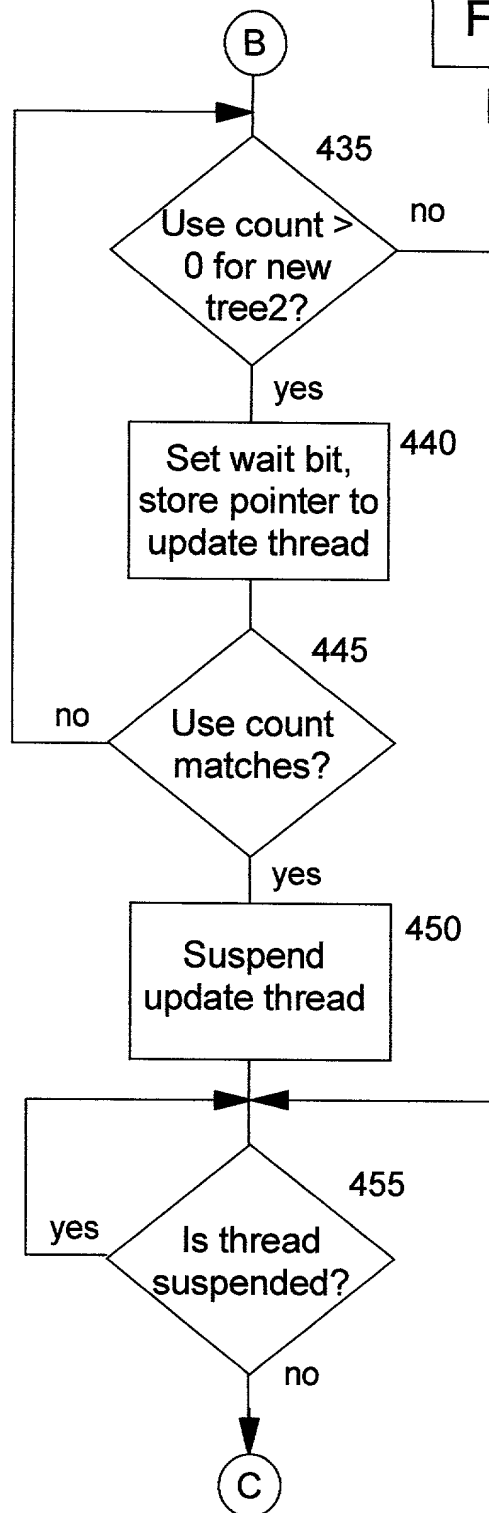 B
F
435
Use count >
0 for new
tree2?
no
yes
440
Set wait bit,
store pointer to
update thread
445
no
Use count
matches?
yes
450
Suspend
update thread
455
yes
Is thread
suspended?
no
C